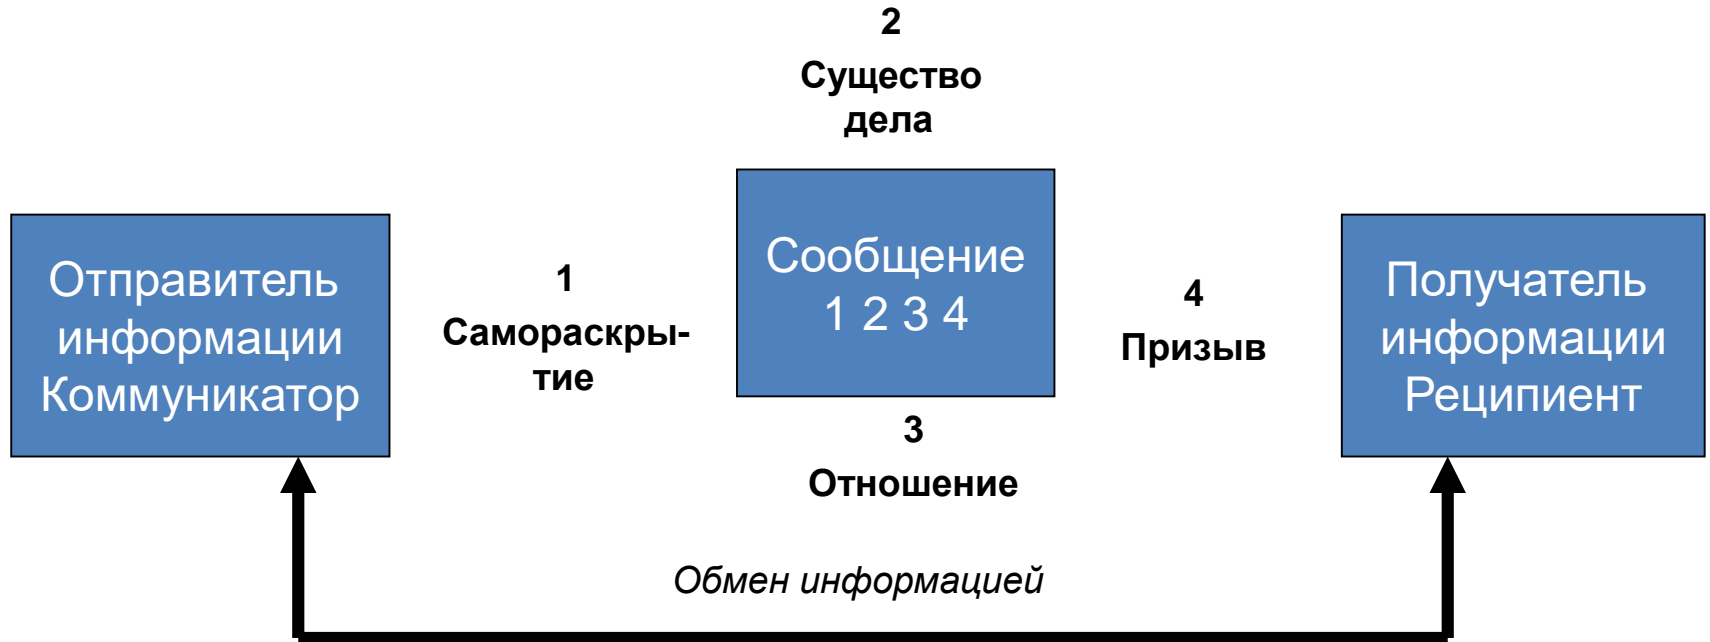 2
Существо
дела
Отправитель
информации
Коммуникатор
1
Самораскры-
тие
Сообщение
1 2 3 4
4
Призыв
Получатель
информации
Реципиент
3
Отношение
Обмен информацией